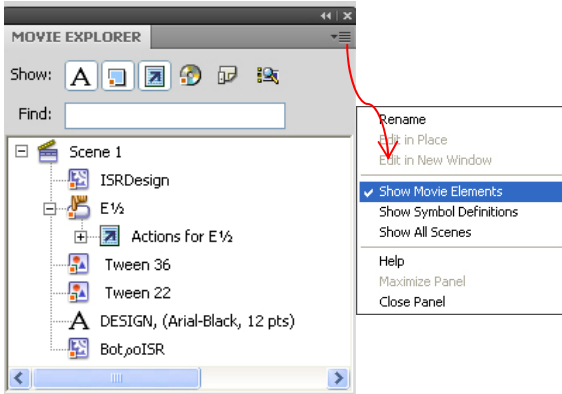 MOVIE EXPLORER
Show: A
Find:
Scene 1
ISRDesign
E½
Actions for E½
Tween 36
Tween 22
A DESIGN, (Arial-Black, 12 pts)
Bot,ooISR
Rename
Edit in Place
Edit in New Window
Show Movie Elements
Show Symbol Definitions
Show All Scenes
Help
Maximize Panel
Close Panel